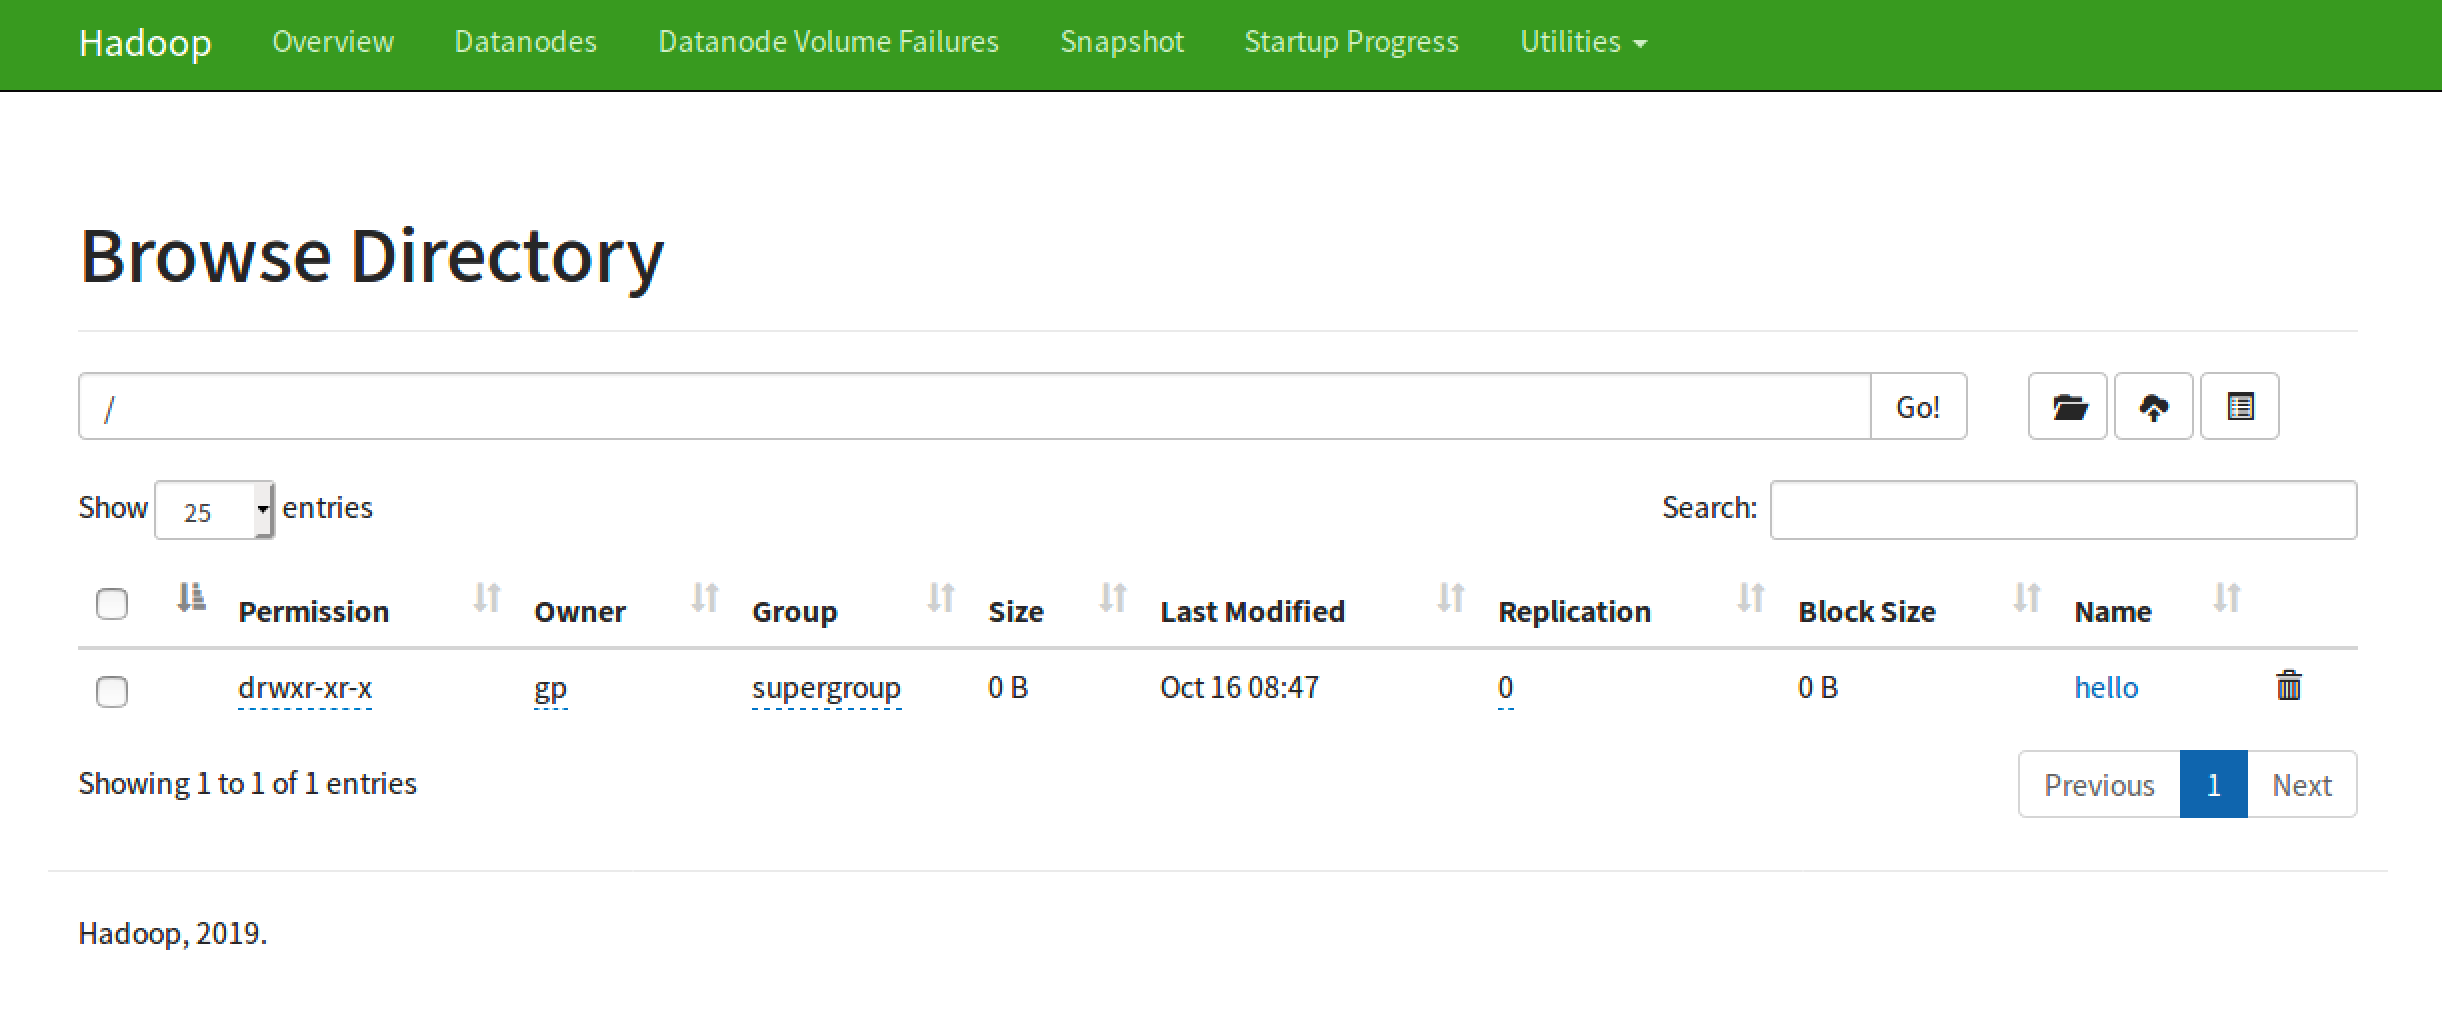 Hadoop Overview Datanodes Datanode Volume Failures Snapshot Startup Progress Utilities
Browse Directory
/ Go!
Show 25 entries Search:
Permission Owner Group Size Last Modified Replication Block Size Name
drwxr-xr-x gp supergroup 0 B Oct 16 08:47 0 0 B hello
Showing 1 to 1 of 1 entries Previous 1 Next
Hadoop, 2019.